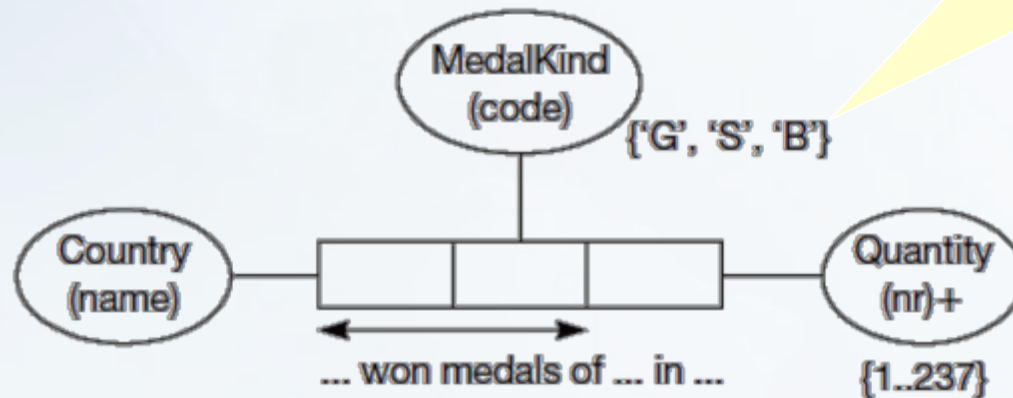 MedalKind
(code)
{‘G’, ‘S’, ‘B’}
Country
(name)
Quantity
(nr)+
... won medals of ... in ...
{1..237}